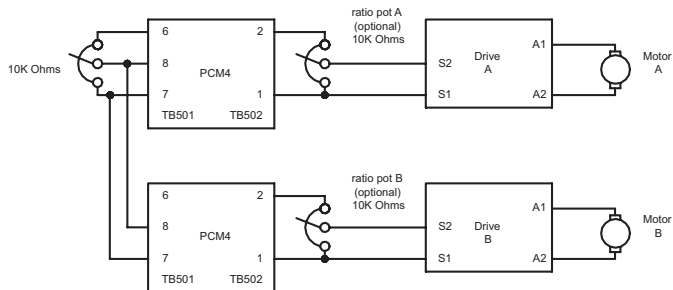 ratio pot A
(optional)
10K Ohms
10K Ohms
6
8
7
PCM4
TB501
TB502
2
1
S2
S1
Drive
A
A1
A2
Motor
A
ratio pot B
(optional)
10K Ohms
6
8
7
PCM4
TB501
TB502
2
1
S2
S1
Drive
B
A1
A2
Motor
B